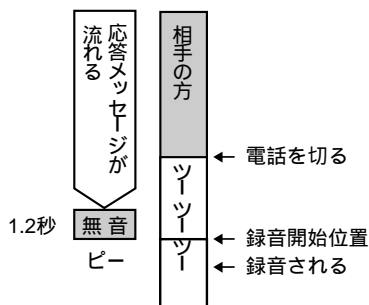 応答メッセージが
流れる
相手の方
電話を切る
ツーツーツー
1.2秒
無音
録音開始位置
ピー
録音される